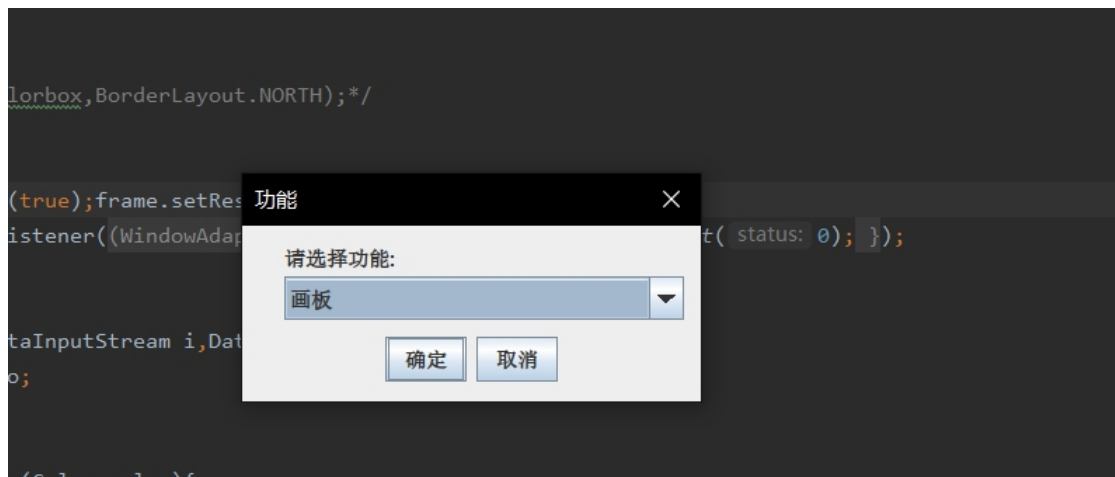 lorbox,BorderLayout.NORTH);*/
(true);frame.setRes
功能
istener((WindowAdap
t( status: 0); });
请选择功能:
画板
taInputStream i,Dat
确定 取消
o;